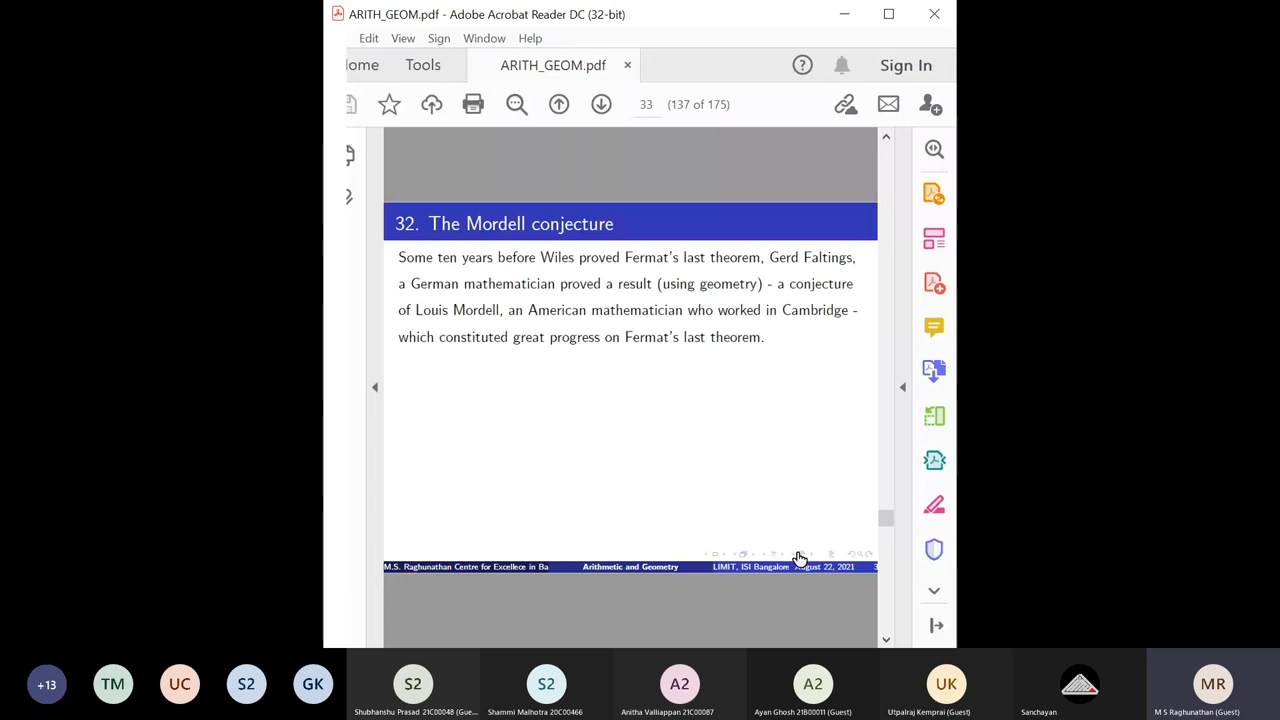 ARITH_GEOM.pdf - Adobe Acrobat Reader DC (32-bit)
Edit View Sign Window Help
lome Tools ARITH_GEOM.pdf × Sign In
33 (137 of 175)
32. The Mordell conjecture
Some ten years before Wiles proved Fermat's last theorem, Gerd Faltings,
a German mathematician proved a result (using geometry) - a conjecture
of Louis Mordell, an American mathematician who worked in Cambridge -
which constituted great progress on Fermat's last theorem.
M.S. Raghunathan Centre for Excellece in Ba Arithmetic and Geometry LIMIT, ISI Bangalore August 22, 2021 3
+13 TM UC S2 GK S2 S2 A2 A2 UK MR
Shubhanshu Prasad 21C00048 (Gue... Shammi Malhotra 20C00466 Anitha Valliappan 21C00087 Ayan Ghosh 21B00011 (Guest) Utpalraj Kemprai (Guest) Sanchayan M S Raghunathan (Guest)